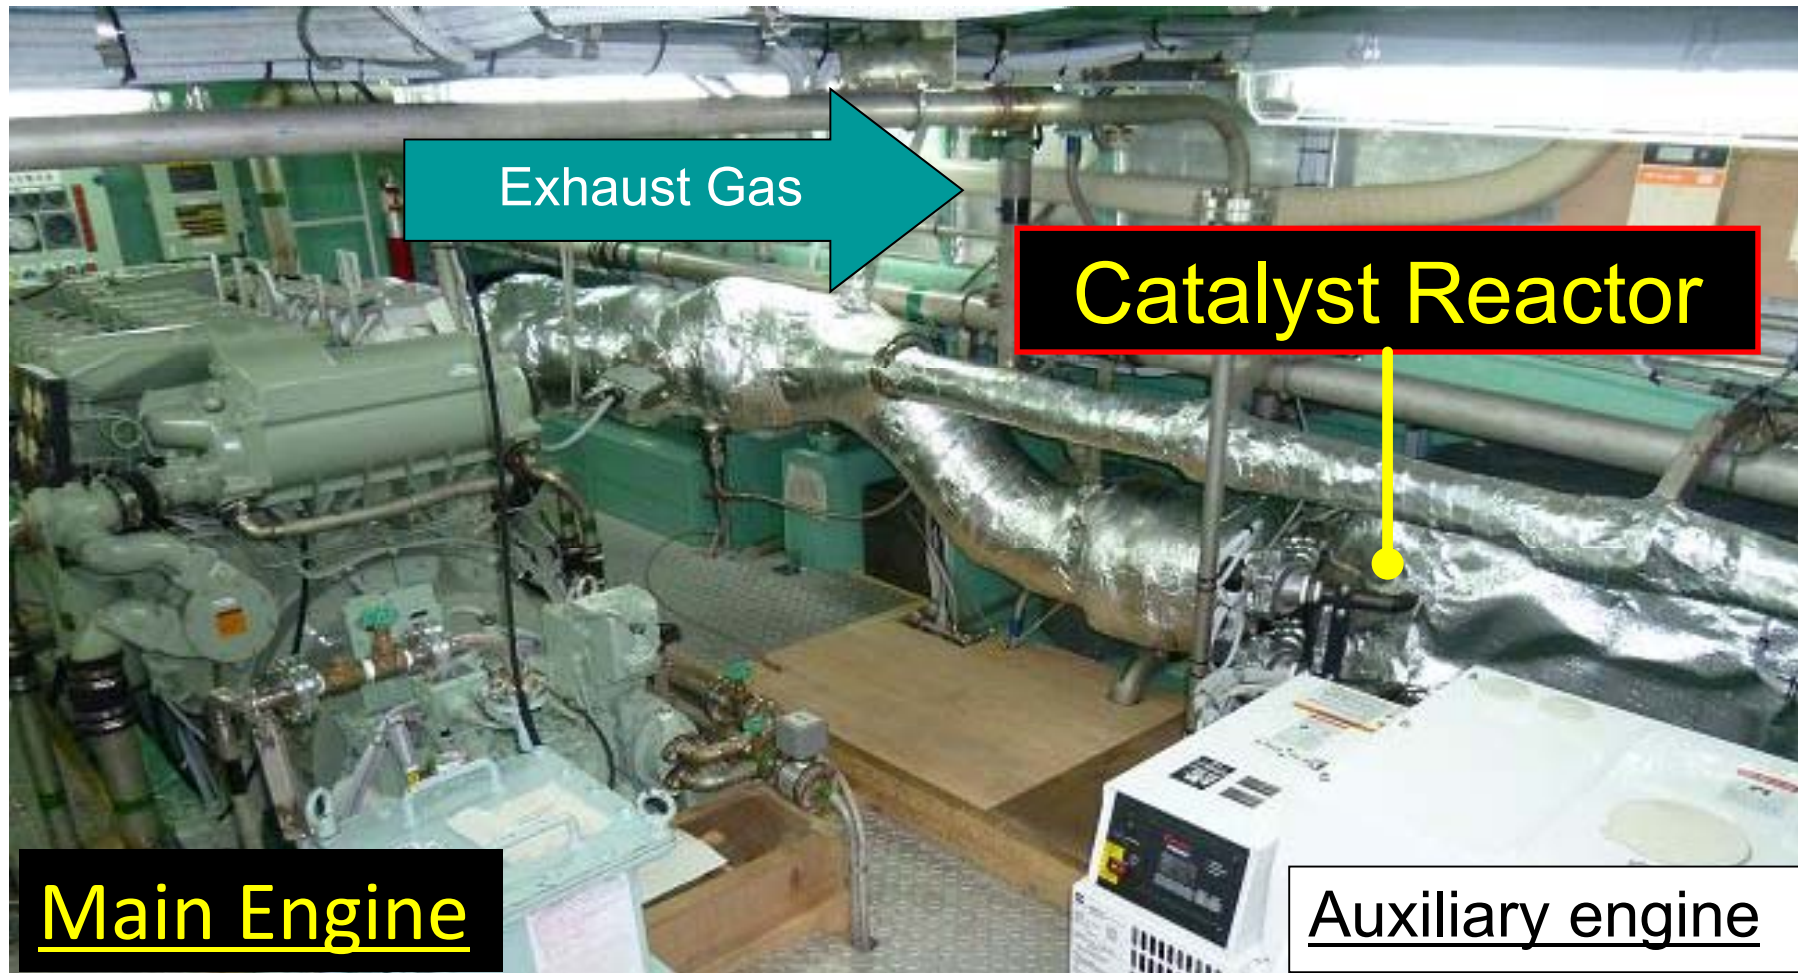 Exhaust Gas
Catalyst Reactor
Main Engine
Auxiliary engine